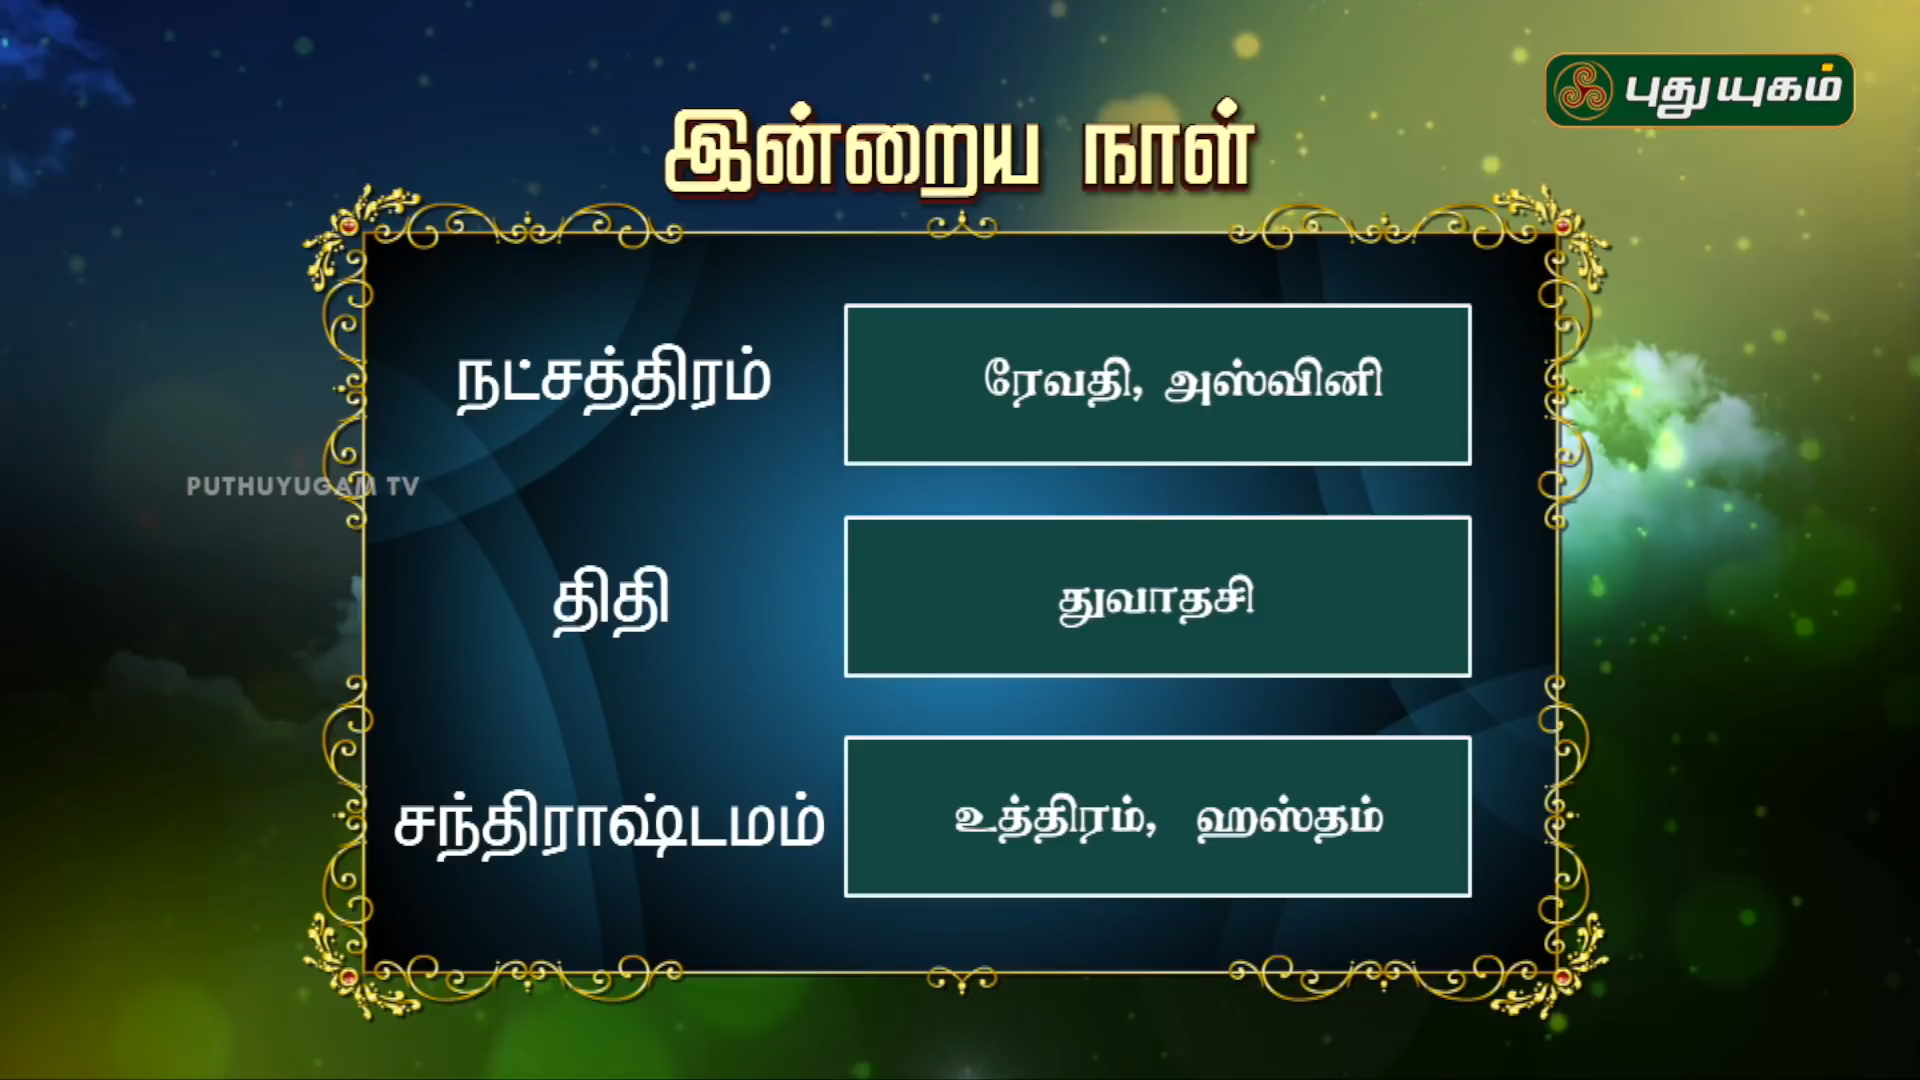 புதுயுகம்
இன்றைய நாள்
நட்சத்திரம்
ரேவதி, அஸ்வினி
PUTHUYUGAM TV
திதி
துவாதசி
சந்திராஷ்டமம்
உத்திரம், ஹஸ்தம்